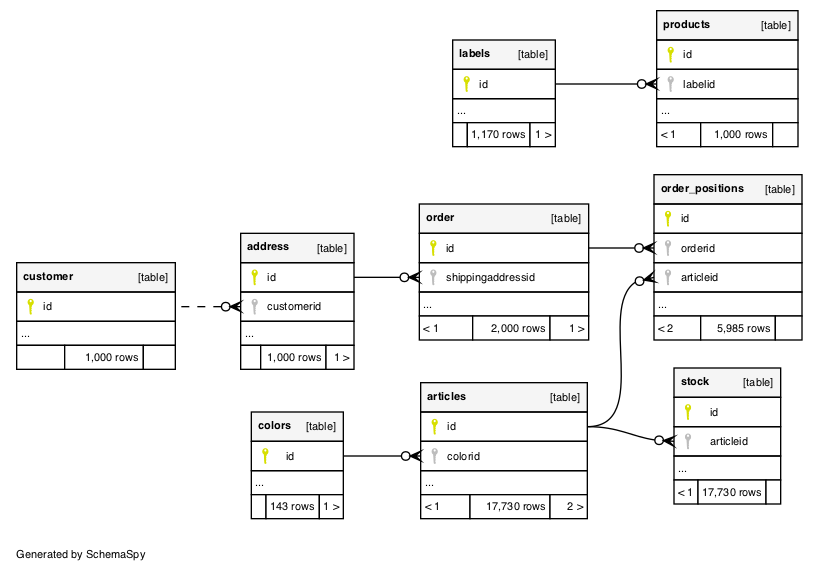 products [table]
id
labelid
...
< 1 1,000 rows
labels [table]
id
...
1,170 rows 1 >
order_positions [table]
id
orderid
articleid
...
< 2 5,985 rows
order [table]
id
shippingaddressid
...
< 1 2,000 rows 1 >
address [table]
id
customerid
...
1,000 rows 1 >
customer [table]
id
...
1,000 rows
stock [table]
id
articleid
...
< 1 17,730 rows
articles [table]
id
colorid
...
< 1 17,730 rows 2 >
colors [table]
id
...
143 rows 1 >
Generated by SchemaSpy